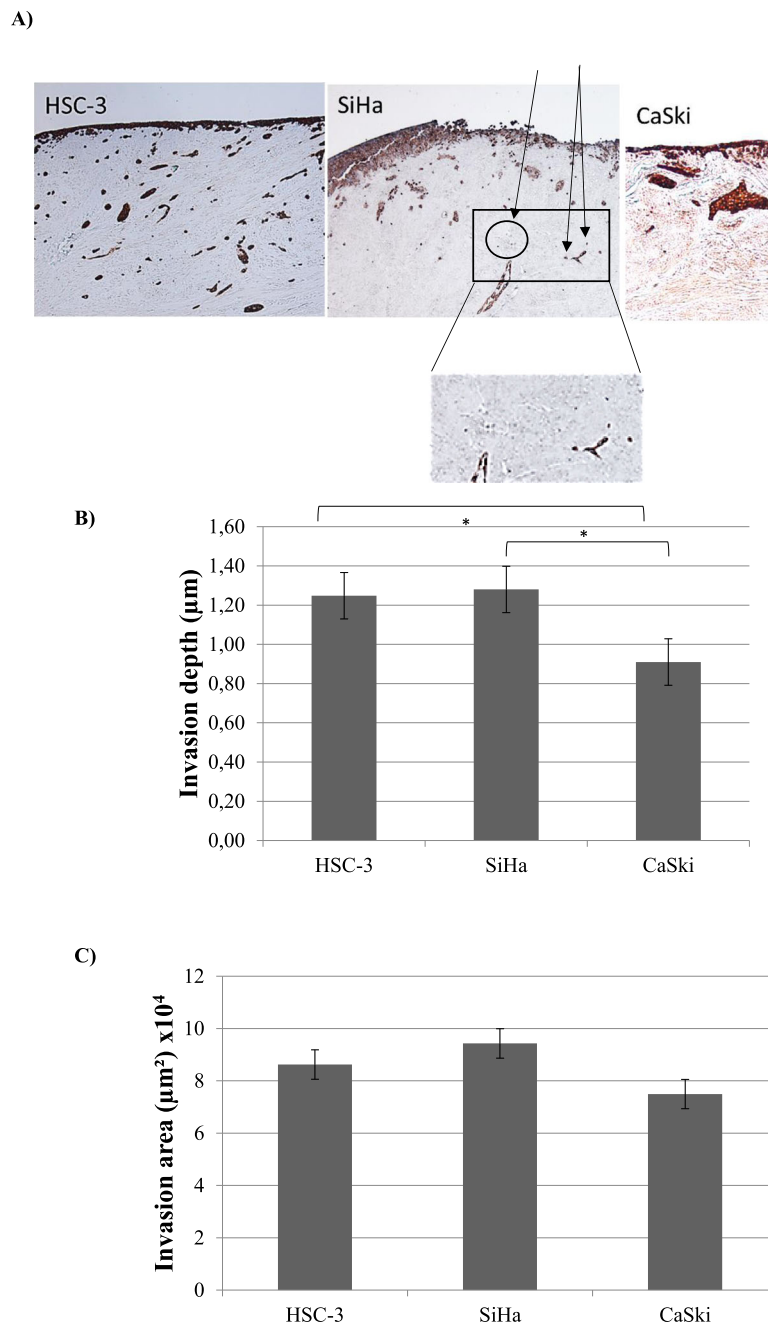 A)
HSC-3
SiHa
CaSki
B)
*
*
Invasion depth (µm)
1,60
1,40
1,20
1,00
0,80
0,60
0,40
0,20
0,00
HSC-3 SiHa CaSki
C)
Invasion area (µm²) x10⁴
12
10
8
6
4
2
0
HSC-3 SiHa CaSki